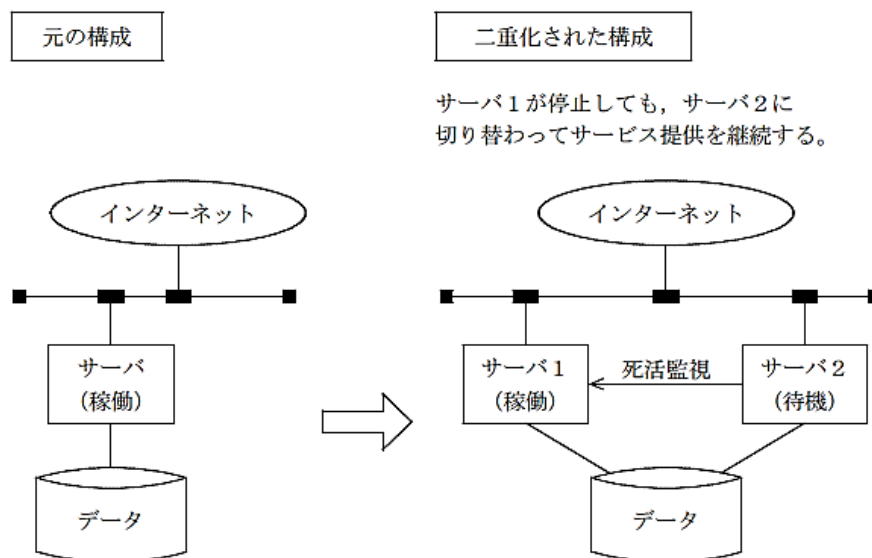 元の構成
二重化された構成
サーバ1が停止しても，サーバ2に
切り替わってサービス提供を継続する。
インターネット
インターネット
サーバ
(稼働)
サーバ1
(稼働)
死活監視
サーバ2
(待機)
データ
データ